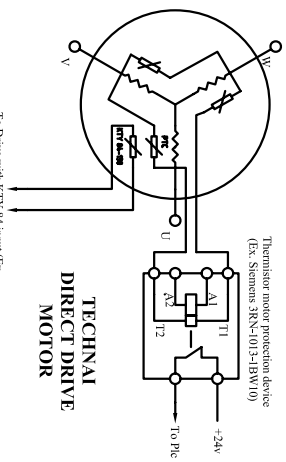 Thermistor motor protection device
(Ex. Siemens 3RN-1013-1BW10)
V
W
U
PTC
KTY 84-130
A2
A1
T2
T1
+24v
To Plc
TECHNAI
DIRECT DRIVE
MOTOR